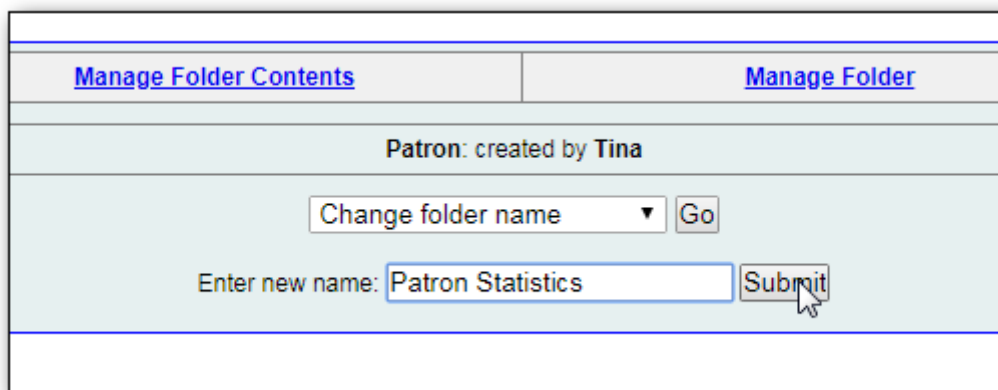 Manage Folder Contents Manage Folder
Patron: created by Tina
Change folder name Go
Enter new name: Patron Statistics Submit